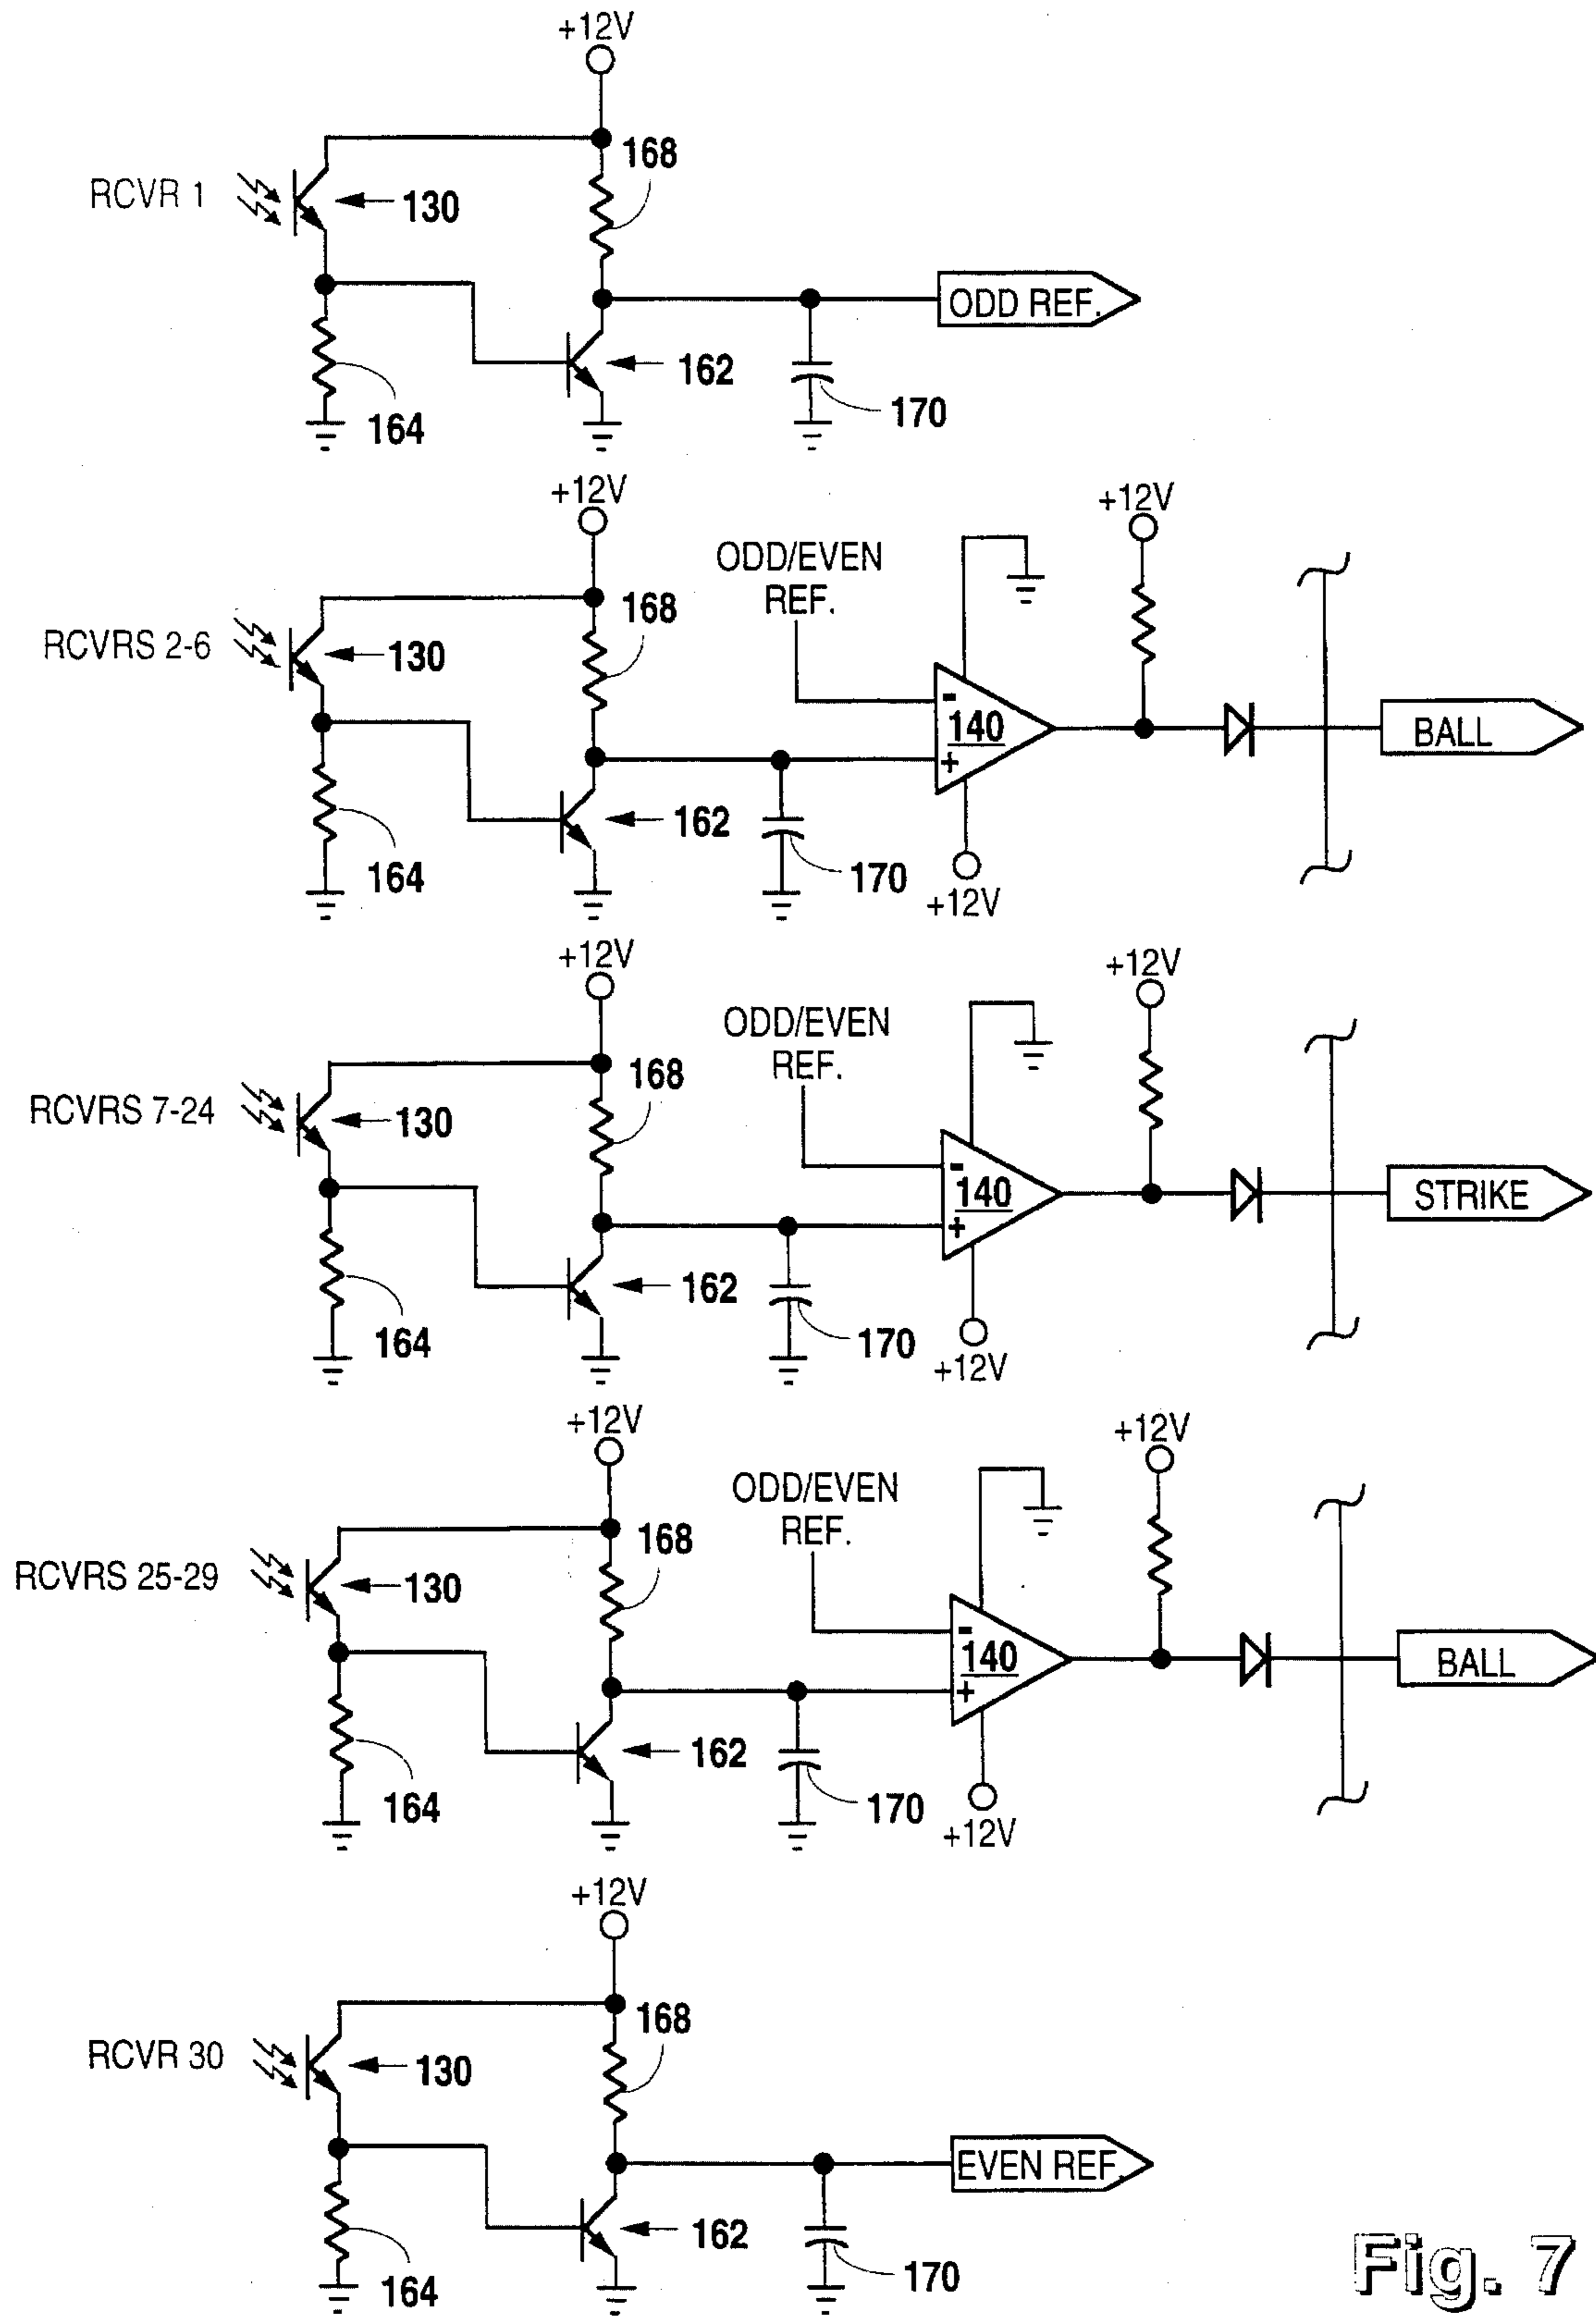 +12V
168
RCVR 1
130
ODD REF.
162
170
164
+12V
+12V
ODD/EVEN
REF.
168
RCVRS 2-6
130
-
140
BALL
+
162
170
164
+12V
+12V
+12V
ODD/EVEN
REF.
168
RCVRS 7-24
130
-
140
STRIKE
+
162
170
164
+12V
+12V
+12V
ODD/EVEN
REF.
168
RCVRS 25-29
130
-
140
BALL
+
162
170
164
+12V
+12V
168
RCVR 30
130
EVEN REF.
162
170
164
Fig. 7